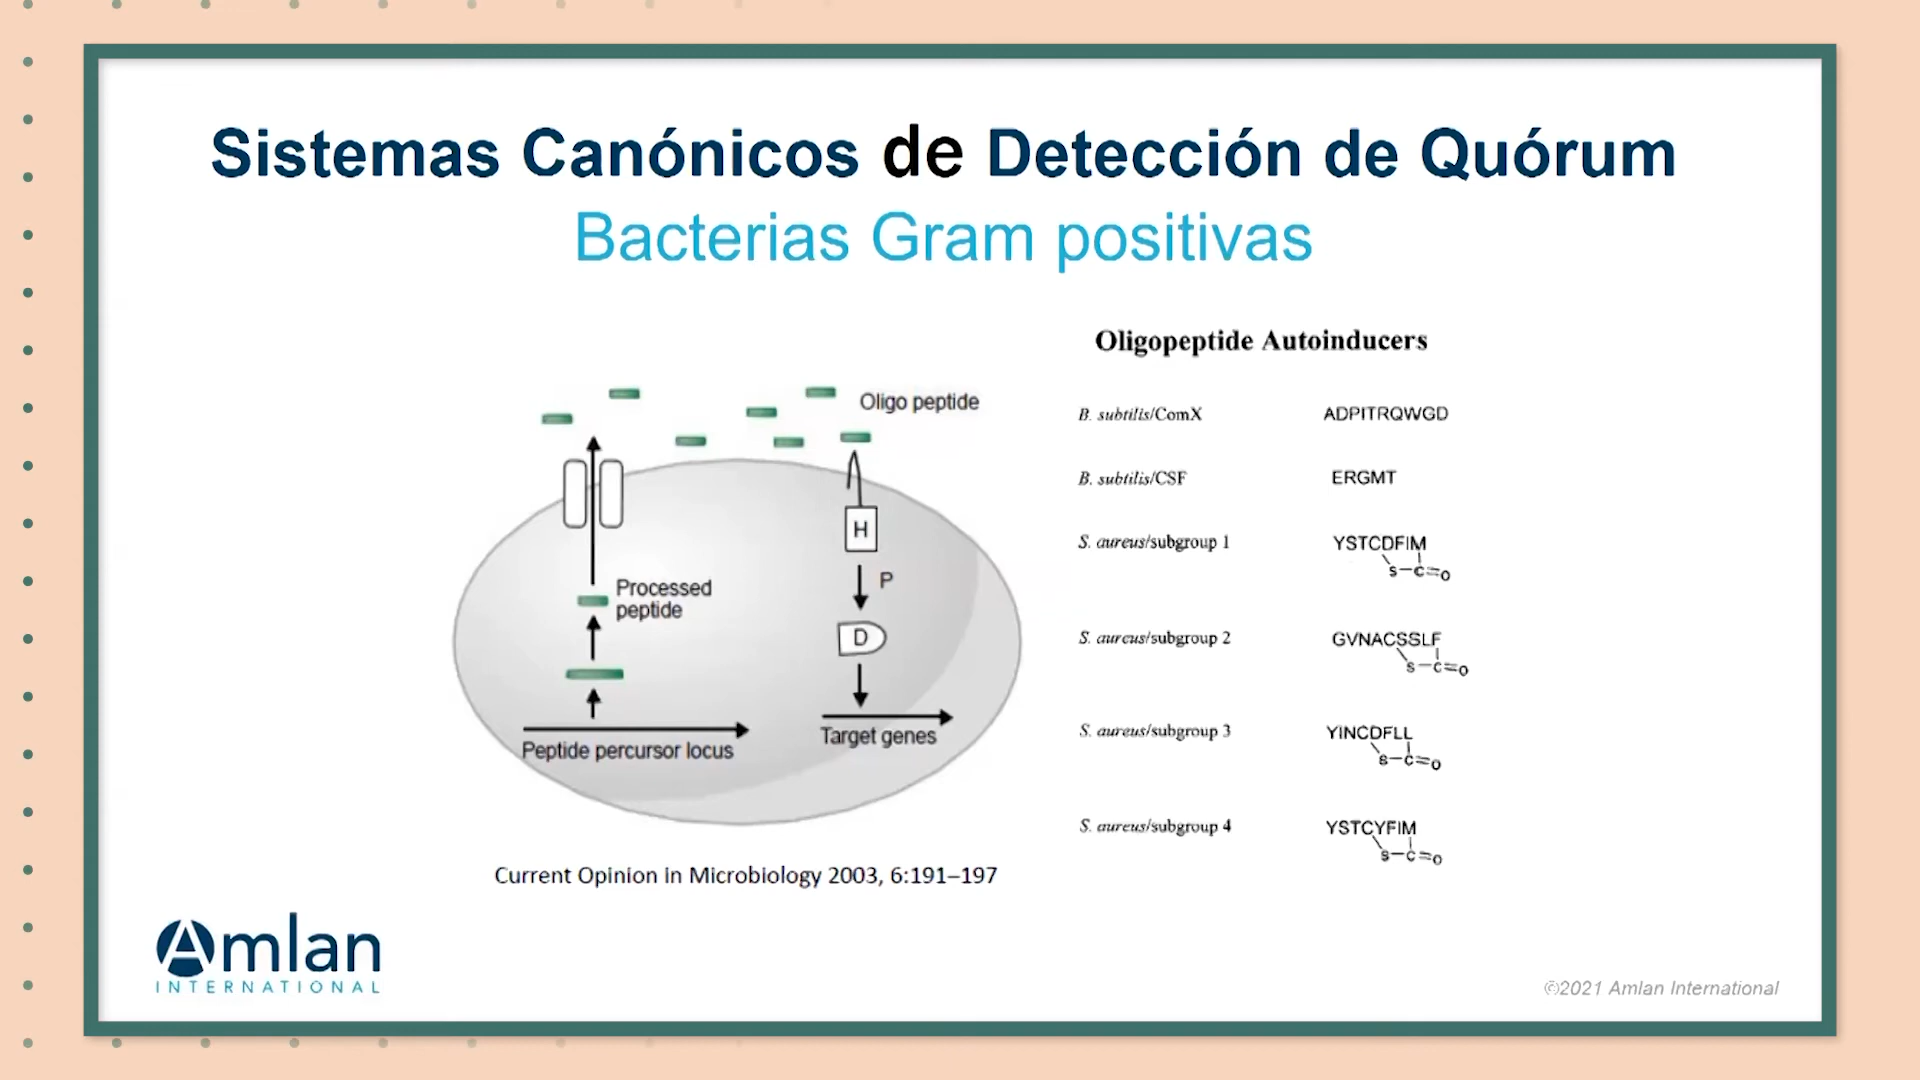 Sistemas Canónicos de Detección de Quórum
Bacterias Gram positivas
Oligo peptide
H
P
D
Processed
peptide
Peptide percursor locus
Target genes
Current Opinion in Microbiology 2003, 6:191–197
Oligopeptide Autoinducers
B. subtilis/ComX ADPITRQWGD
B. subtilis/CSF ERGMT
S. aureus/subgroup 1 YSTCDFIM
S—C=O
S. aureus/subgroup 2 GVNACSSLF
S—C=O
S. aureus/subgroup 3 YINCDFLL
S—C=O
S. aureus/subgroup 4 YSTCYFIM
S—C=O
Amlan
INTERNATIONAL
©2021 Amlan International